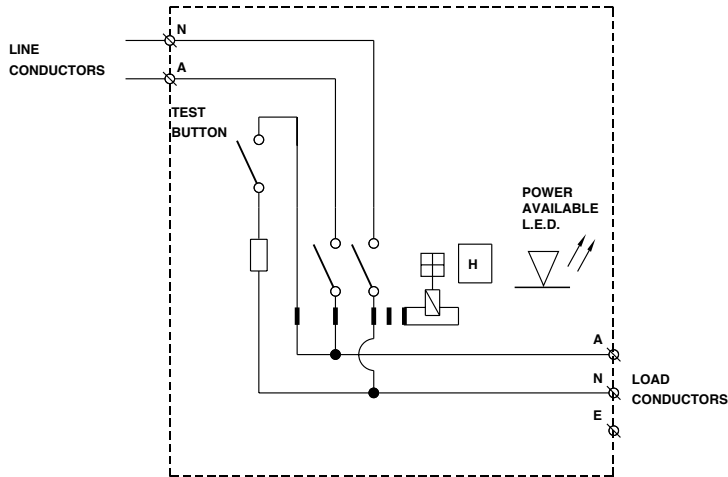 N
LINE
CONDUCTORS
A
TEST
BUTTON
POWER
AVAILABLE
L.E.D.
H
A
N
LOAD
CONDUCTORS
E